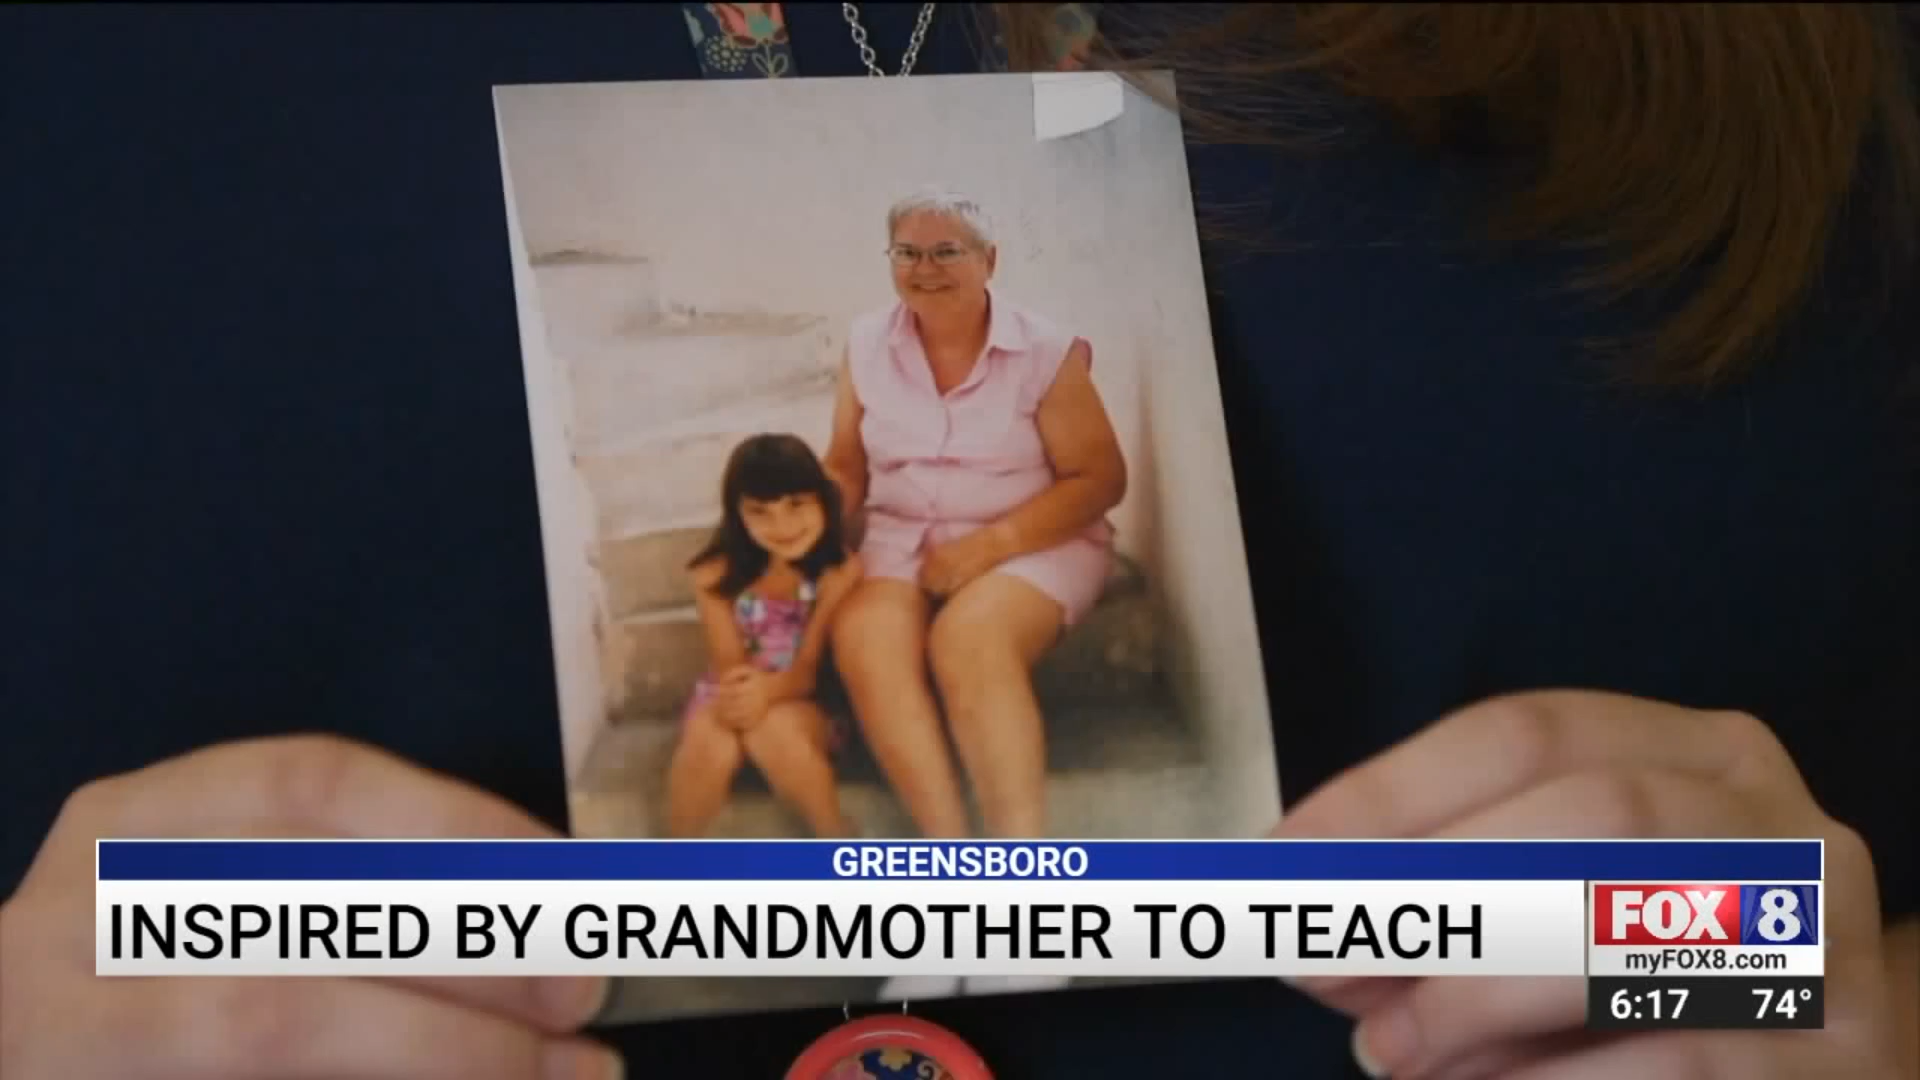 GREENSBORO
INSPIRED BY GRANDMOTHER TO TEACH
FOX 8
myFOX8.com
6:17 74°